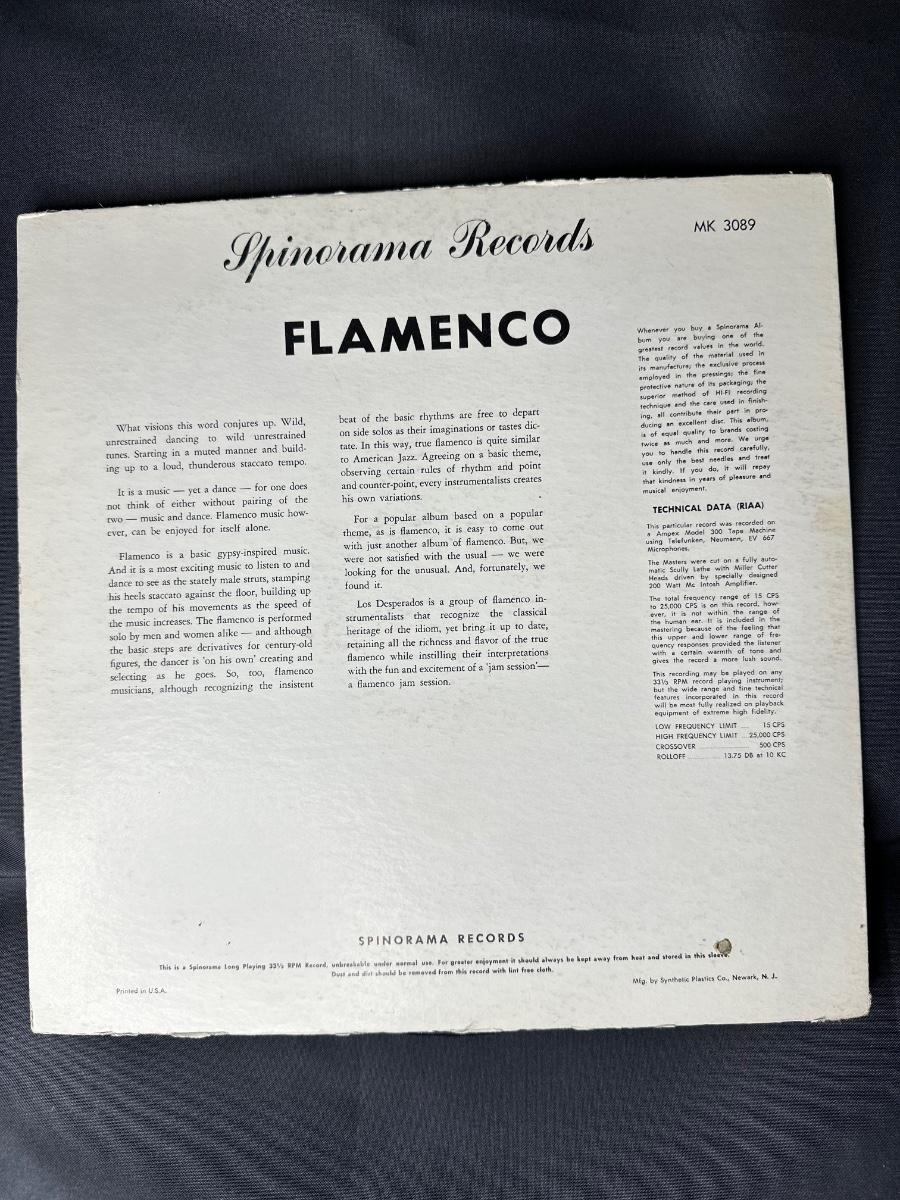 Spinorama Records
MK 3089
FLAMENCO
What visions this word conjures up. Wild,
unrestrained dancing to wild unrestrained
tunes. Starting in a muted manner and build-
ing up to a loud, thunderous staccato tempo.
It is a music — yet a dance — for one does
not think of either without pairing of the
two — music and dance. Flamenco music how-
ever, can be enjoyed for itself alone.
Flamenco is a basic gypsy-inspired music.
And it is a most exciting music to listen to and
dance to see as the stately male struts, stamping
his heels staccato against the floor, building up
the tempo of his movements as the speed of
the music increases. The flamenco is performed
solo by men and women alike — and although
the basic steps are derivatives for century-old
figures, the dancer is 'on his own' creating and
selecting as he goes. So, too, flamenco
musicians, although recognizing the insistent
beat of the basic rhythms are free to depart
on side solos as their imaginations or tastes dic-
tate. In this way, true flamenco is quite similar
to American Jazz. Agreeing on a basic theme,
observing certain rules of rhythm and point
and counter-point, every instrumentalists creates
his own variations.
For a popular album based on a popular
theme, as is flamenco, it is easy to come out
with just another album of flamenco. But, we
were not satisfied with the usual — we were
looking for the unusual. And, fortunately, we
found it.
Los Desperados is a group of flamenco in-
strumentalists that recognize the classical
heritage of the idiom, yet bring it up to date,
retaining all the richness and flavor of the true
flamenco while instilling their interpretations
with the fun and excitement of a 'jam session'—
a flamenco jam session.
Whenever you buy a Spinorama Al-
bum you are buying one of the
greatest record values in the world.
The quality of the material used in
its manufacture; the exclusive process
employed in the pressings; the fine
protective nature of its packaging; the
superior method of HI-FI recording
technique and the care used in finish-
ing, all contribute their part in pro-
ducing an excellent disc. This album,
is of equal quality to brands costing
twice as much and more. We urge
you to handle this record carefully,
use only the best needles and treat
it kindly. If you do, it will repay
that kindness in years of pleasure and
musical enjoyment.
TECHNICAL DATA (RIAA)
This particular record was recorded on
a Ampex Model 300 Tape Machine
using Telefunken, Neumann, EV 667
Microphones.
The Masters were cut on a fully auto-
matic Scully Lathe with Miller Cutter
Heads driven by specially designed
200 Watt Mc Intosh Amplifier.
The total frequency range of 15 CPS
to 25,000 CPS is on this record, how-
ever, it is not within the range of
the human ear. It is included in the
mastering because of the feeling that
this upper and lower range of fre-
quency responses provided the listener
with a certain warmth of tone and
gives the record a more lush sound.
This recording may be played on any
33⅓ RPM record playing instrument;
but the wide range and fine technical
features incorporated in this record
will be most fully realized on playback
equipment of extreme high fidelity.
LOW FREQUENCY LIMIT .... 15 CPS
HIGH FREQUENCY LIMIT ... 25,000 CPS
CROSSOVER .......... 500 CPS
ROLLOFF .......... 13.75 DB at 10 KC
SPINORAMA RECORDS
This is a Spinorama Long Playing 33⅓ RPM Record, unbreakable under normal use. For greater enjoyment it should always be kept away from heat and stored in this sleeve.
Dust and dirt should be removed from this record with lint free cloth.
Printed in U.S.A.
Mfg. by Synthetic Plastics Co., Newark, N. J.